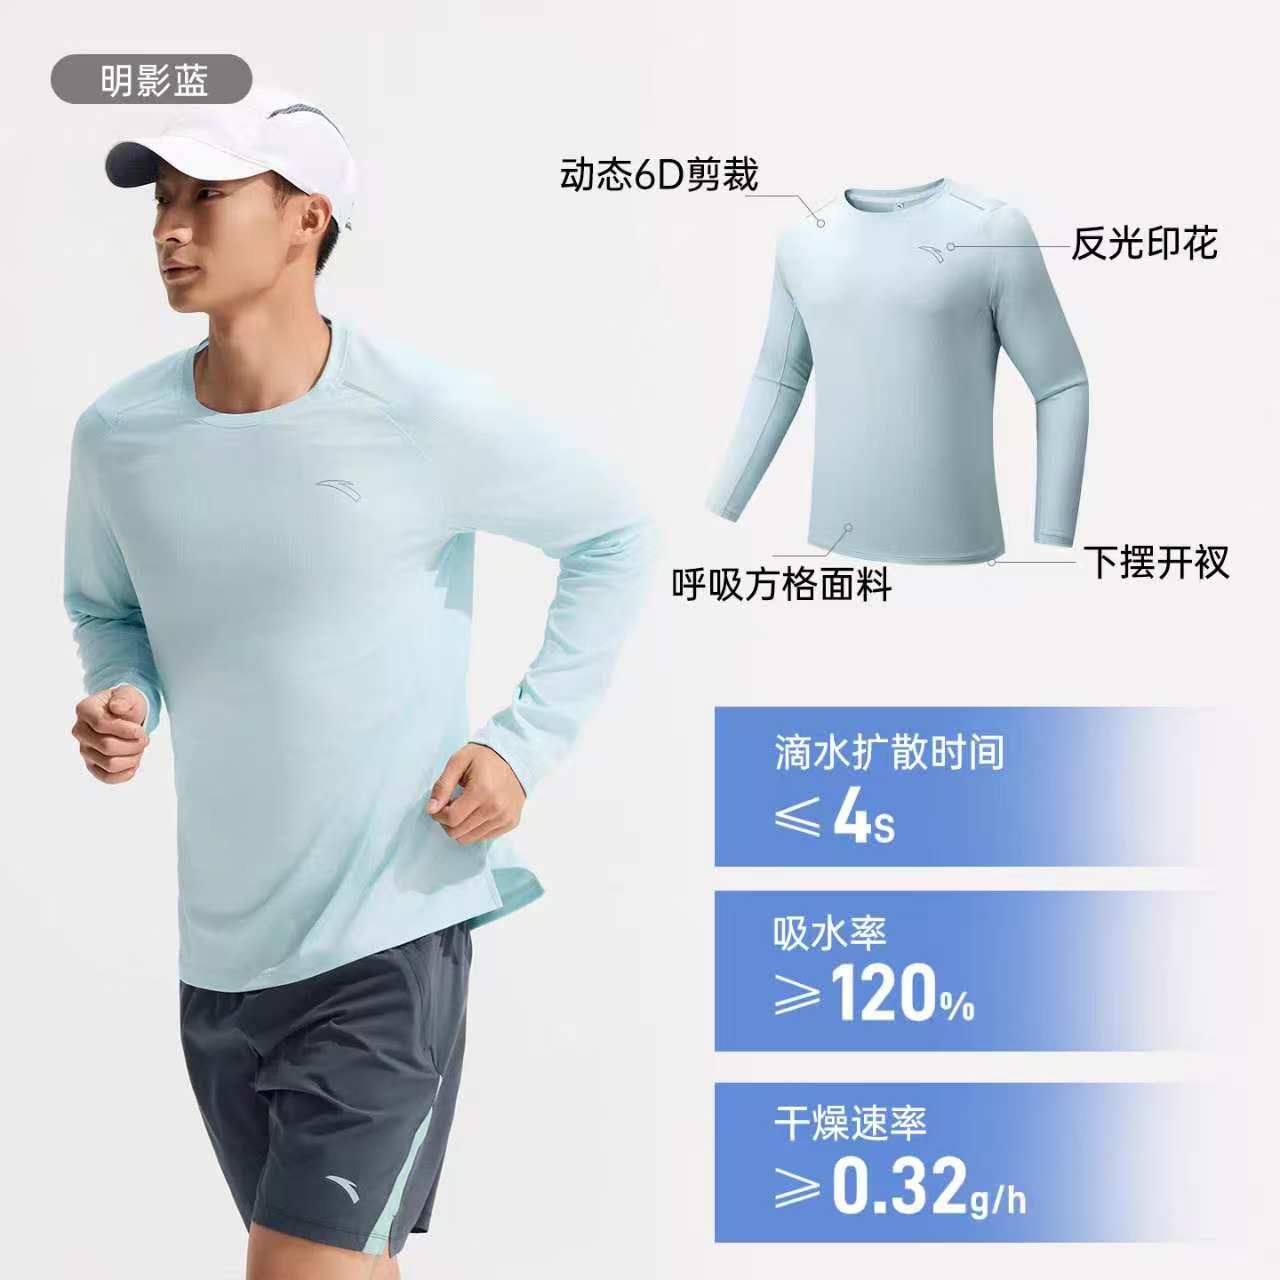 明影蓝
动态6D剪裁
反光印花
呼吸方格面料
下摆开衩
滴水扩散时间
≤4s
吸水率
≥120%
干燥速率
≥0.32g/h